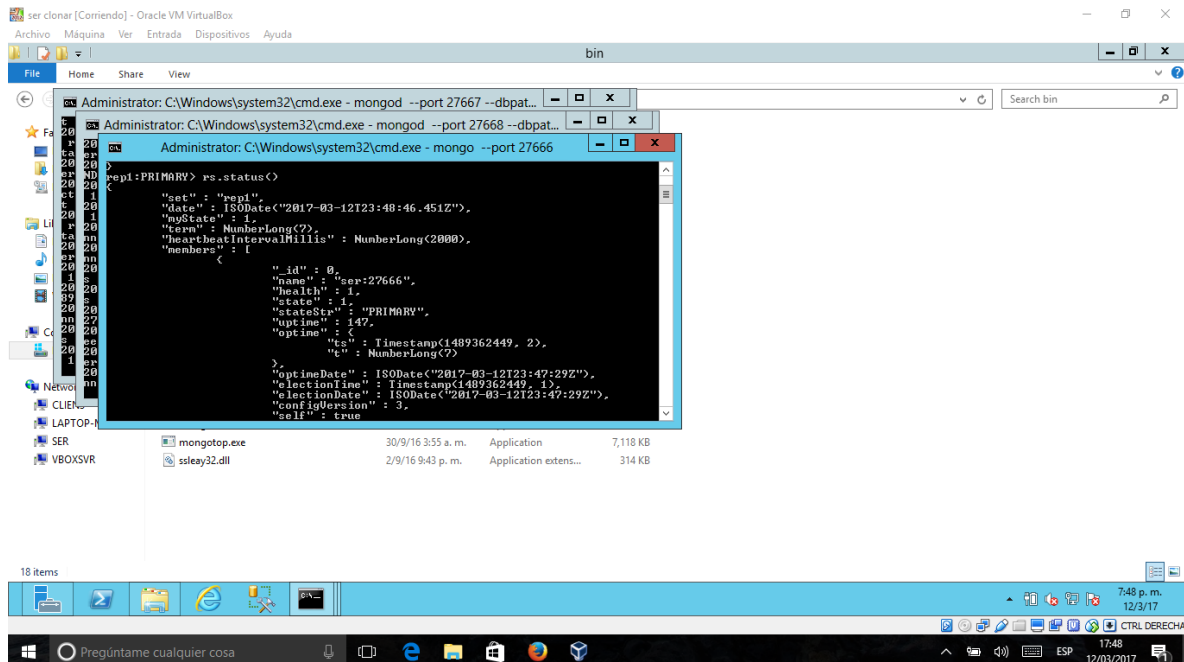 ser clonar [Corriendo] - Oracle VM VirtualBox
Archivo Máquina Ver Entrada Dispositivos Ayuda
bin
File Home Share View
Search bin
Administrator: C:\Windows\system32\cmd.exe - mongod --port 27667 --dbpat...
Administrator: C:\Windows\system32\cmd.exe - mongod --port 27668 --dbpat...
Administrator: C:\Windows\system32\cmd.exe - mongo --port 27666
}
rep1:PRIMARY> rs.status()
{
"set" : "rep1",
"date" : ISODate("2017-03-12T23:48:46.451Z"),
"myState" : 1,
"term" : NumberLong(7),
"heartbeatIntervalMillis" : NumberLong(2000),
"members" : [
{
"_id" : 0,
"name" : "ser:27666",
"health" : 1,
"state" : 1,
"stateStr" : "PRIMARY",
"uptime" : 147,
"optime" : {
"ts" : Timestamp(1489362449, 2),
"t" : NumberLong(7)
},
"optimeDate" : ISODate("2017-03-12T23:47:29Z"),
"electionTime" : Timestamp(1489362449, 1),
"electionDate" : ISODate("2017-03-12T23:47:29Z"),
"configVersion" : 3,
"self" : true
Fa
Lil
Co
Netwo
CLIEN
LAPTOP-
SER
VBOXSVR
mongotop.exe 30/9/16 3:55 a. m. Application 7,118 KB
ssleay32.dll 2/9/16 9:43 p. m. Application extens... 314 KB
18 items
7:48 p. m.
12/3/17
CTRL DERECHA
Pregúntame cualquier cosa
ESP
17:48
12/03/2017